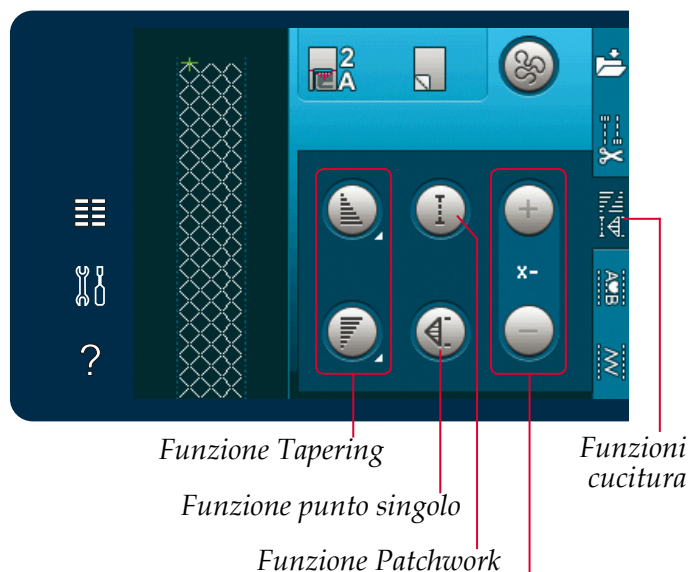 2
A
x-
A♥B
?
Funzione Tapering
Funzioni
cucitura
Funzione punto singolo
Funzione Patchwork